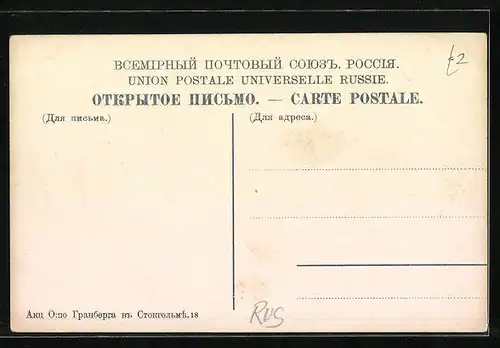 ВСЕМІРНЫЙ ПОЧТОВЫЙ СОЮЗЪ. РОССІЯ.
UNION POSTALE UNIVERSELLE RUSSIE.
ОТКРЫТОЕ ПИСЬМО. — CARTE POSTALE.
(Для письма.)
(Для адреса.)
Акц О:во Гранберга въ Стокгольмѣ.18
RUS